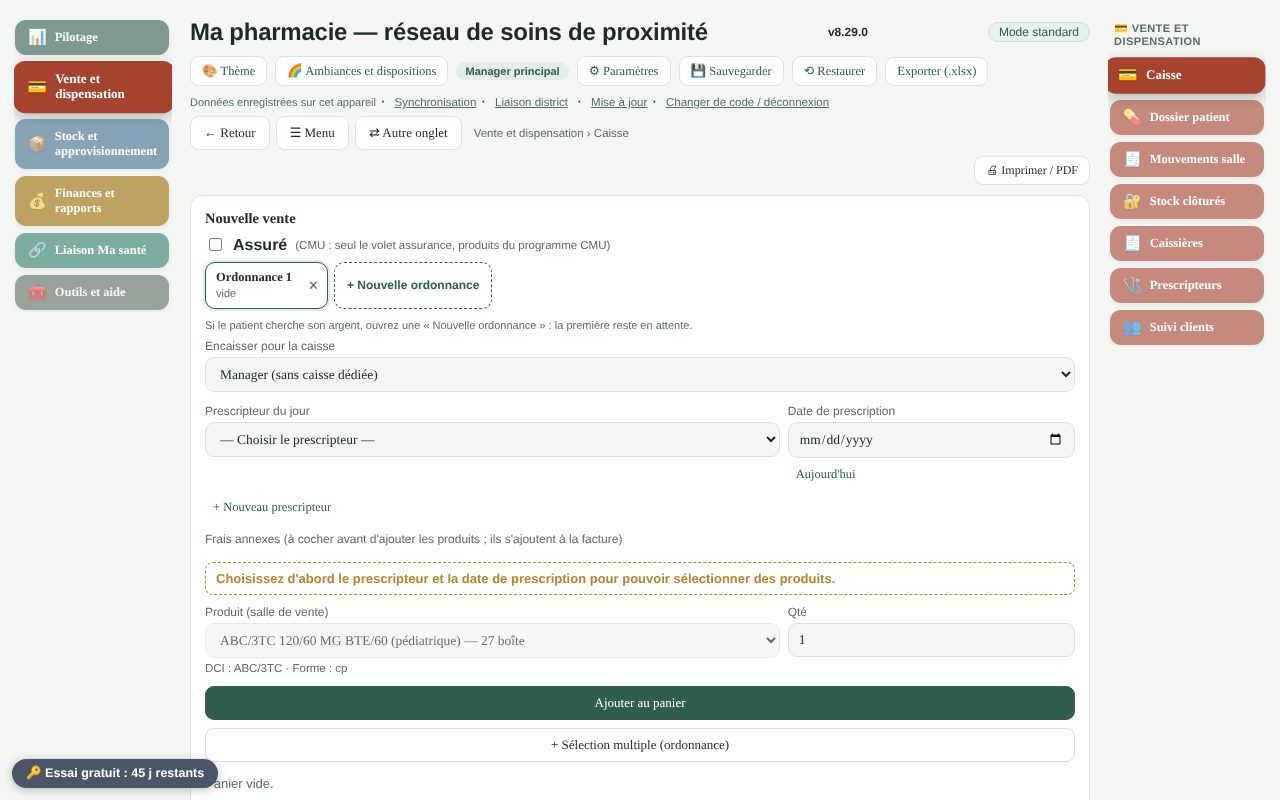 Pilotage
Vente et
dispensation
Stock et
approvisionnement
Finances et
rapports
Liaison Ma santé
Outils et aide
Ma pharmacie — réseau de soins de proximité
v8.29.0
Mode standard
Thème
Ambiances et dispositions
Manager principal
Paramètres
Sauvegarder
Restaurer
Exporter (.xlsx)
Données enregistrées sur cet appareil · Synchronisation · Liaison district · Mise à jour · Changer de code / déconnexion
← Retour
☰ Menu
⇄ Autre onglet
Vente et dispensation › Caisse
Imprimer / PDF
Nouvelle vente
Assuré (CMU : seul le volet assurance, produits du programme CMU)
Ordonnance 1
vide
✕
+ Nouvelle ordonnance
Si le patient cherche son argent, ouvrez une « Nouvelle ordonnance » : la première reste en attente.
Encaisser pour la caisse
Manager (sans caisse dédiée)
Prescripteur du jour
Date de prescription
— Choisir le prescripteur —
mm/dd/yyyy
Aujourd'hui
+ Nouveau prescripteur
Frais annexes (à cocher avant d'ajouter les produits ; ils s'ajoutent à la facture)
Choisissez d'abord le prescripteur et la date de prescription pour pouvoir sélectionner des produits.
Produit (salle de vente)
Qté
ABC/3TC 120/60 MG BTE/60 (pédiatrique) — 27 boîte
1
DCI : ABC/3TC · Forme : cp
Ajouter au panier
+ Sélection multiple (ordonnance)
anier vide.
Essai gratuit : 45 j restants
VENTE ET
DISPENSATION
Caisse
Dossier patient
Mouvements salle
Stock clôturés
Caissières
Prescripteurs
Suivi clients